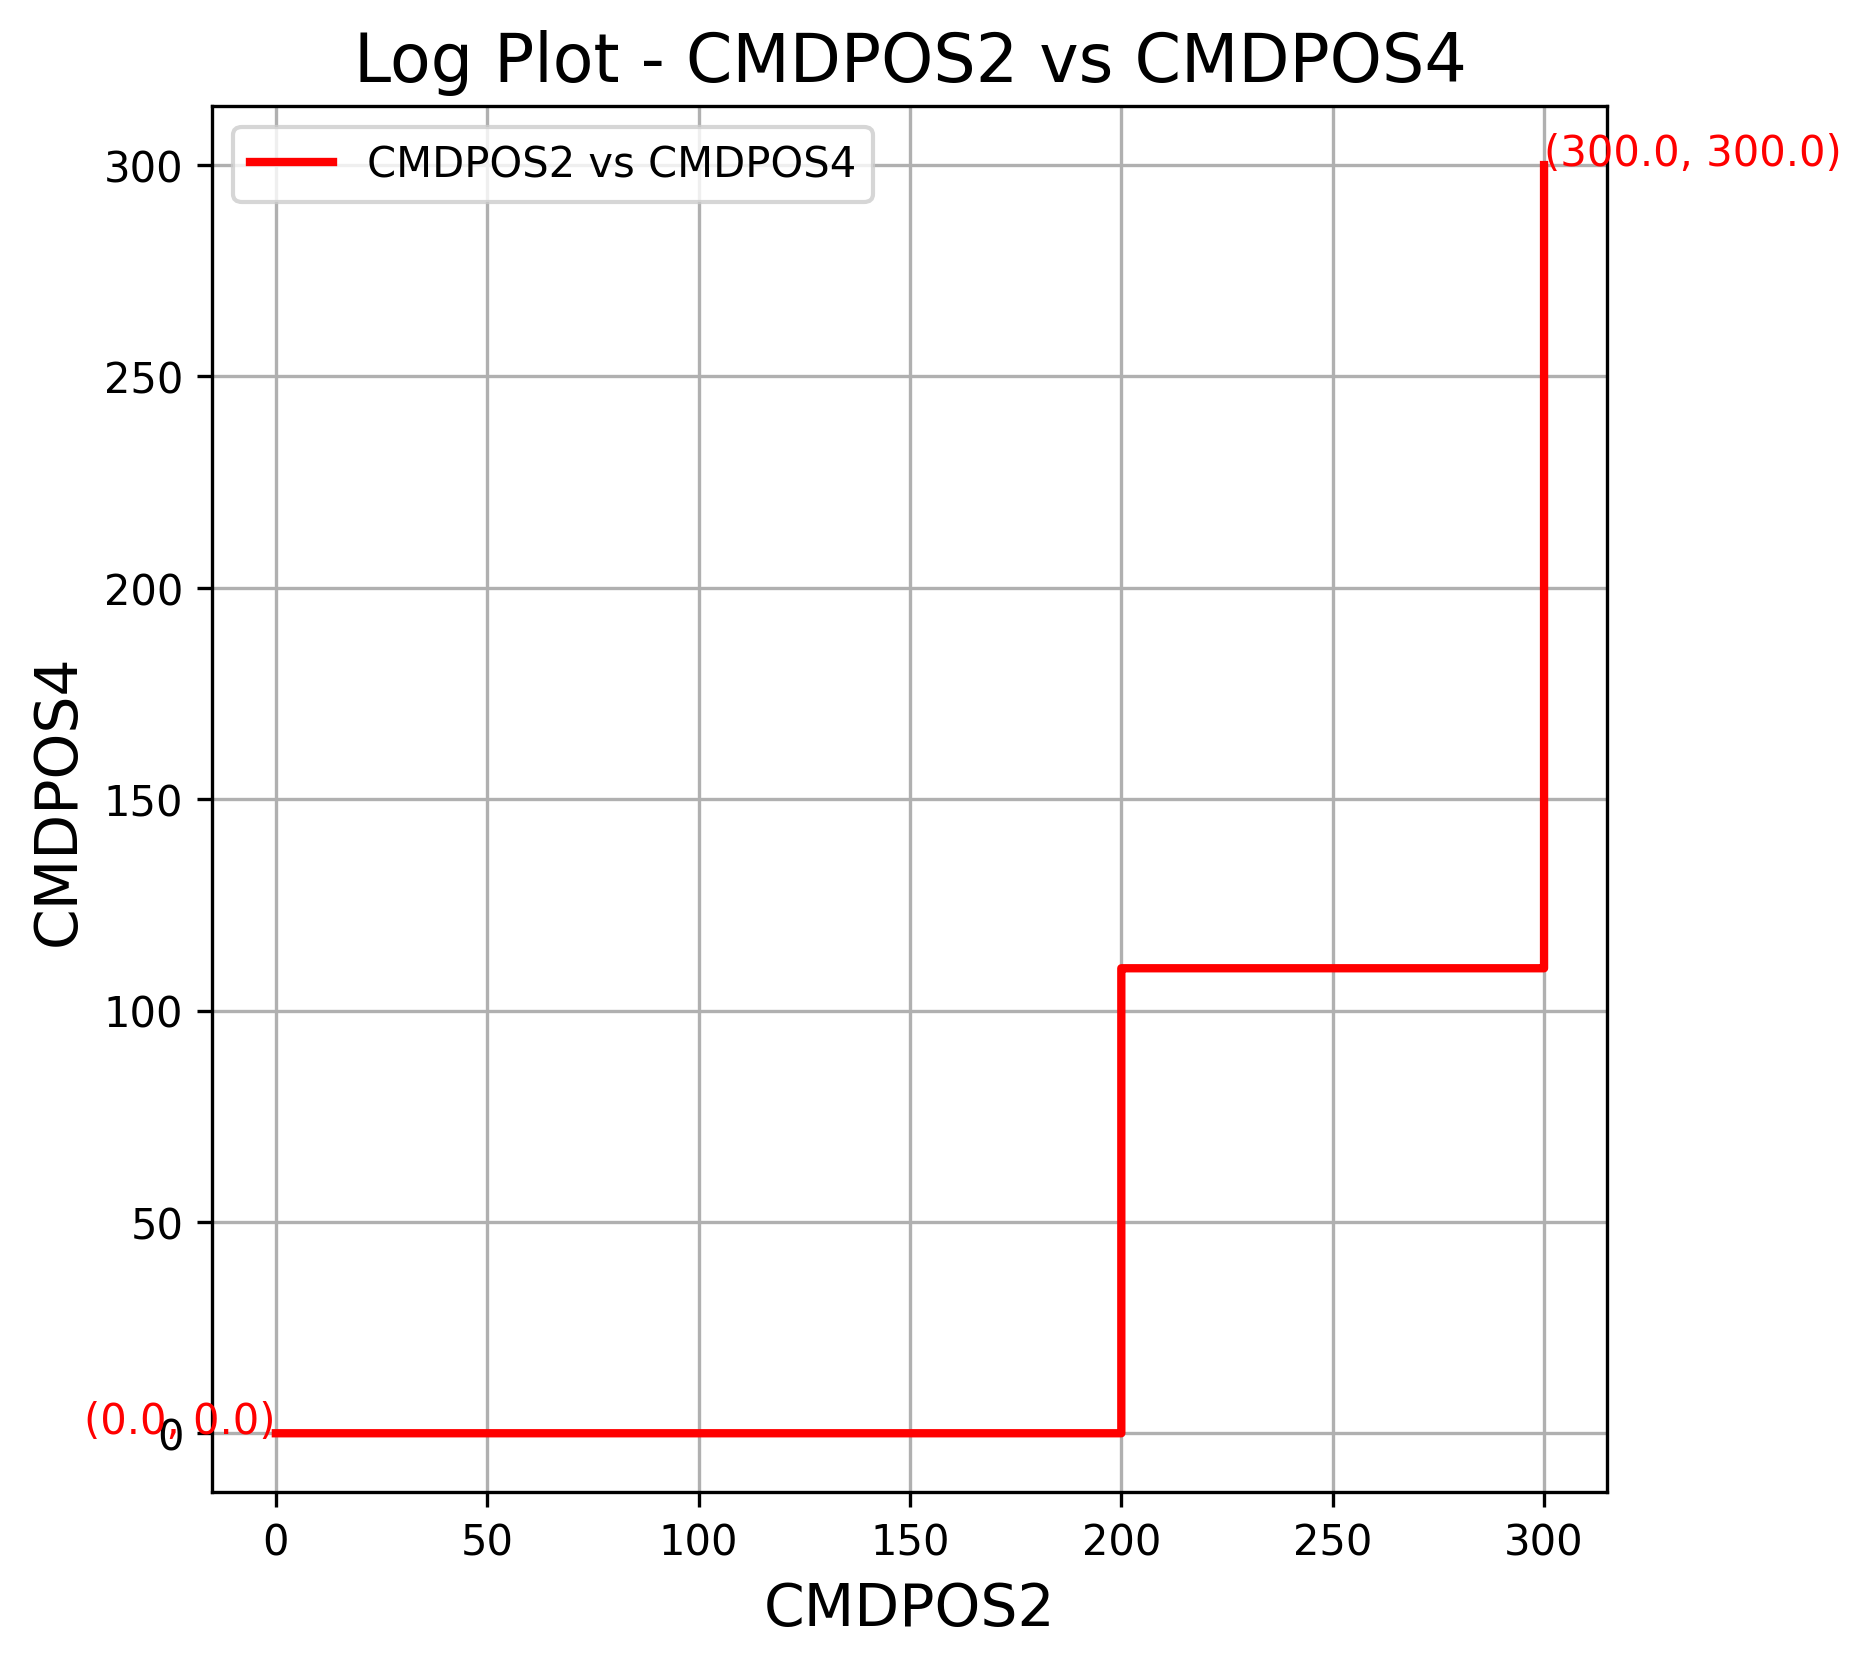 Log Plot - CMDPOS2 vs CMDPOS4
CMDPOS2 vs CMDPOS4
(300.0, 300.0)
300
250
200
150
100
50
0
(0.0, 0.0)
CMDPOS4
0 50 100 150 200 250 300
CMDPOS2